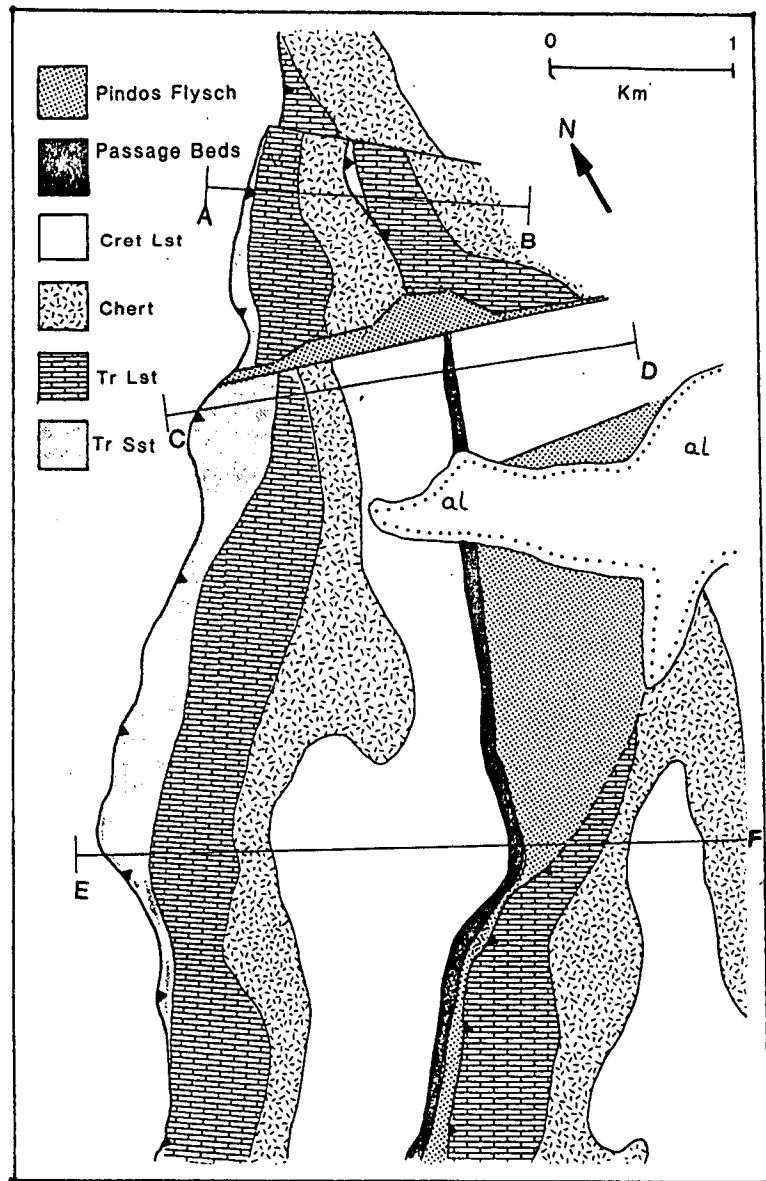 Pindos Flysch
Passage Beds
Cret Lst
Chert
Tr Lst
Tr Sst
0 1
Km
N
A
B
C
D
al
al
E
F